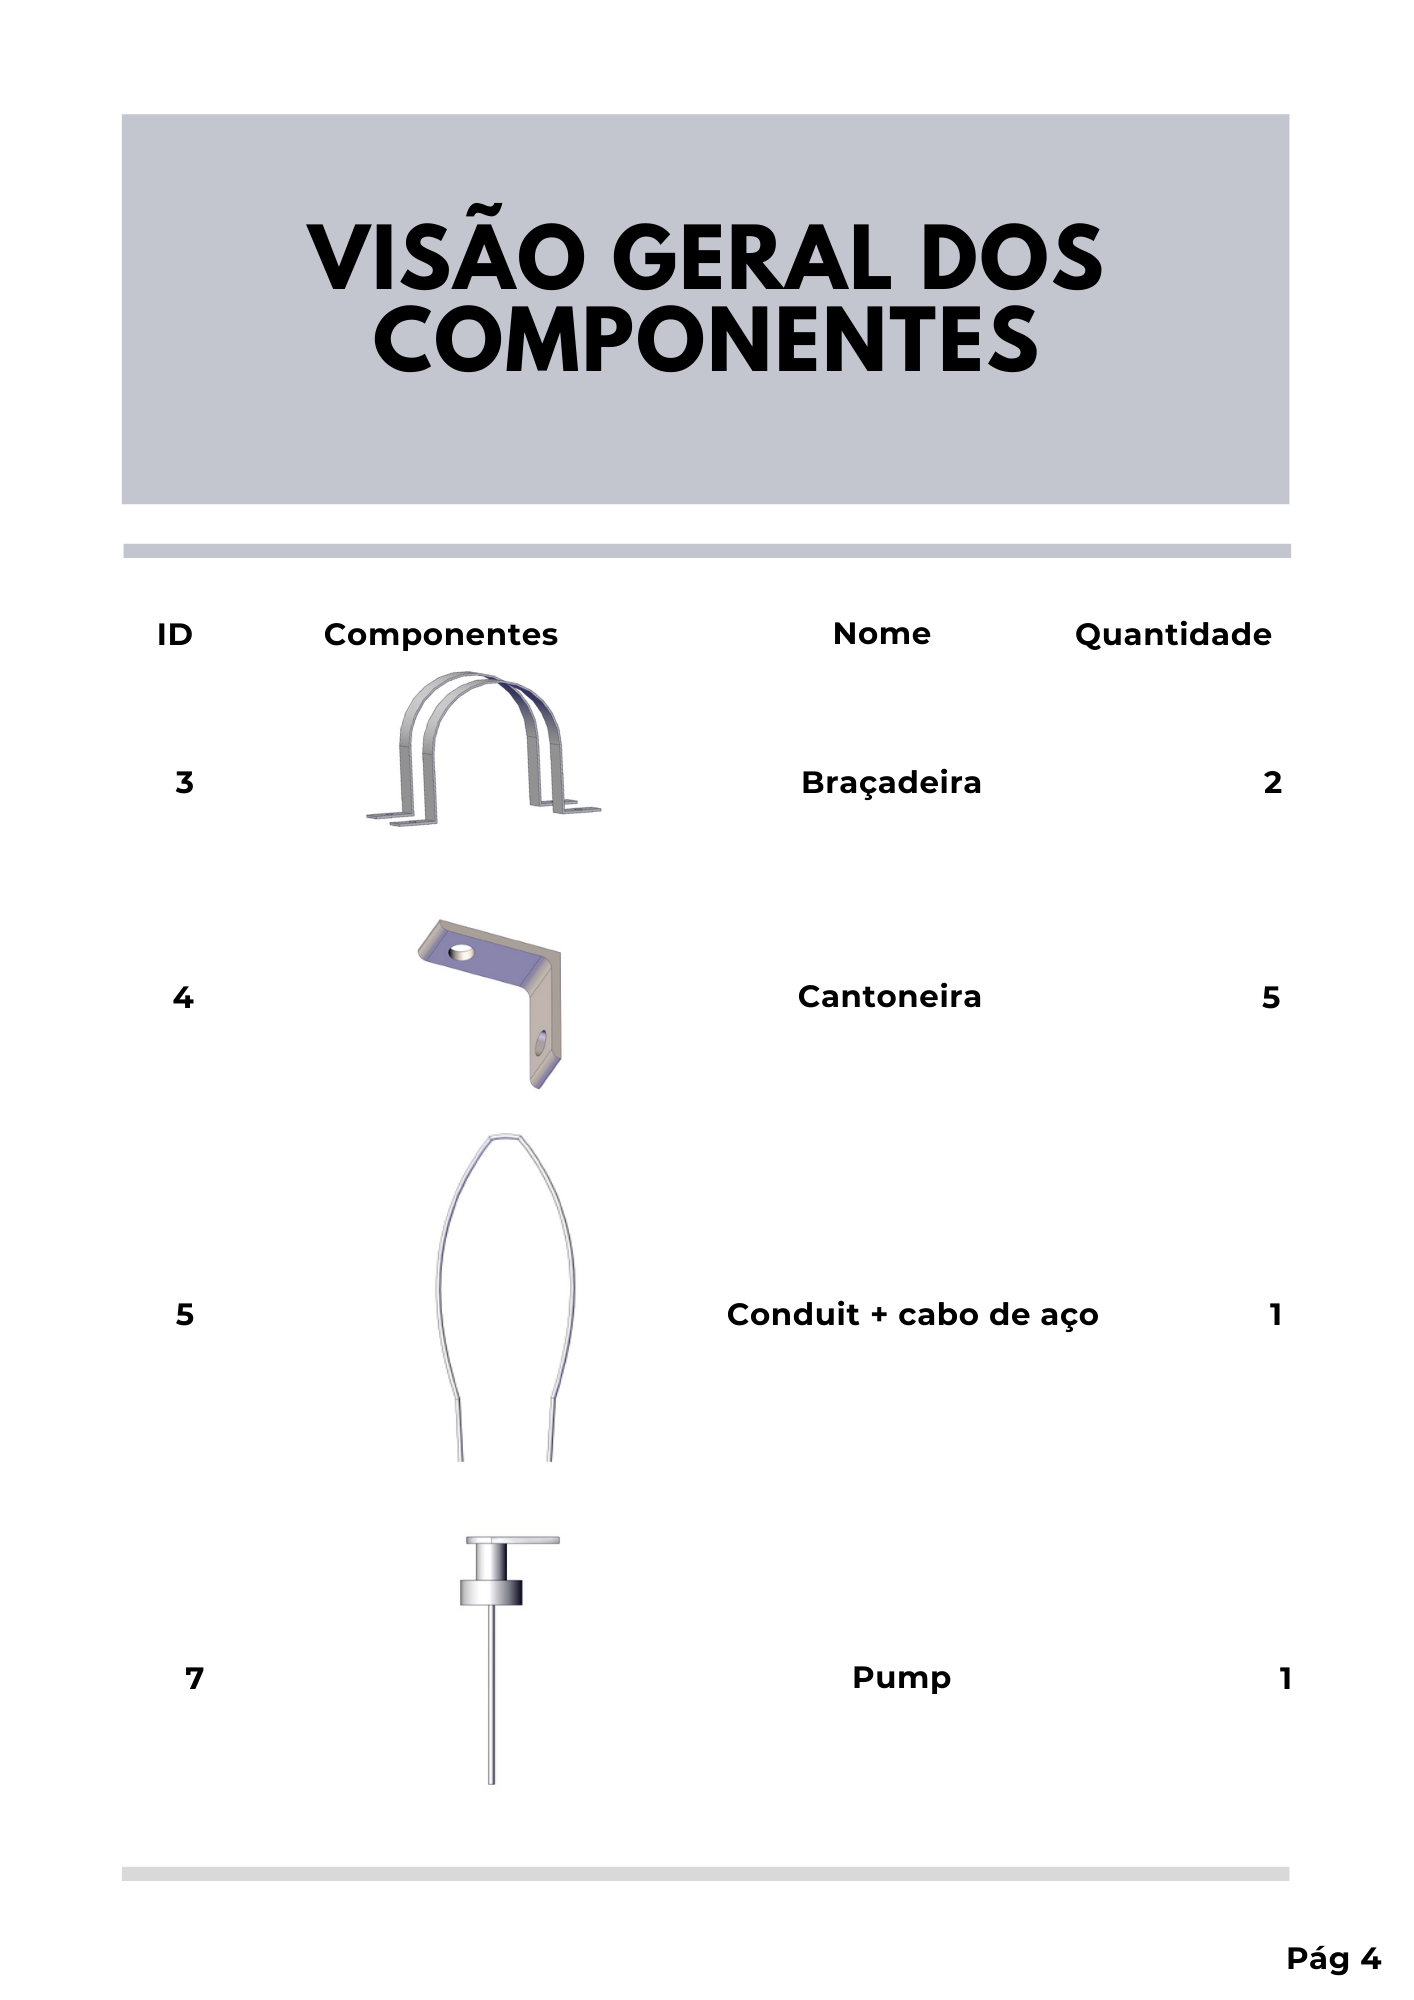 VISÃO GERAL DOS
COMPONENTES
ID Componentes Nome Quantidade
3 Braçadeira 2
4 Cantoneira 5
5 Conduit + cabo de aço 1
7 Pump 1
Pág 4